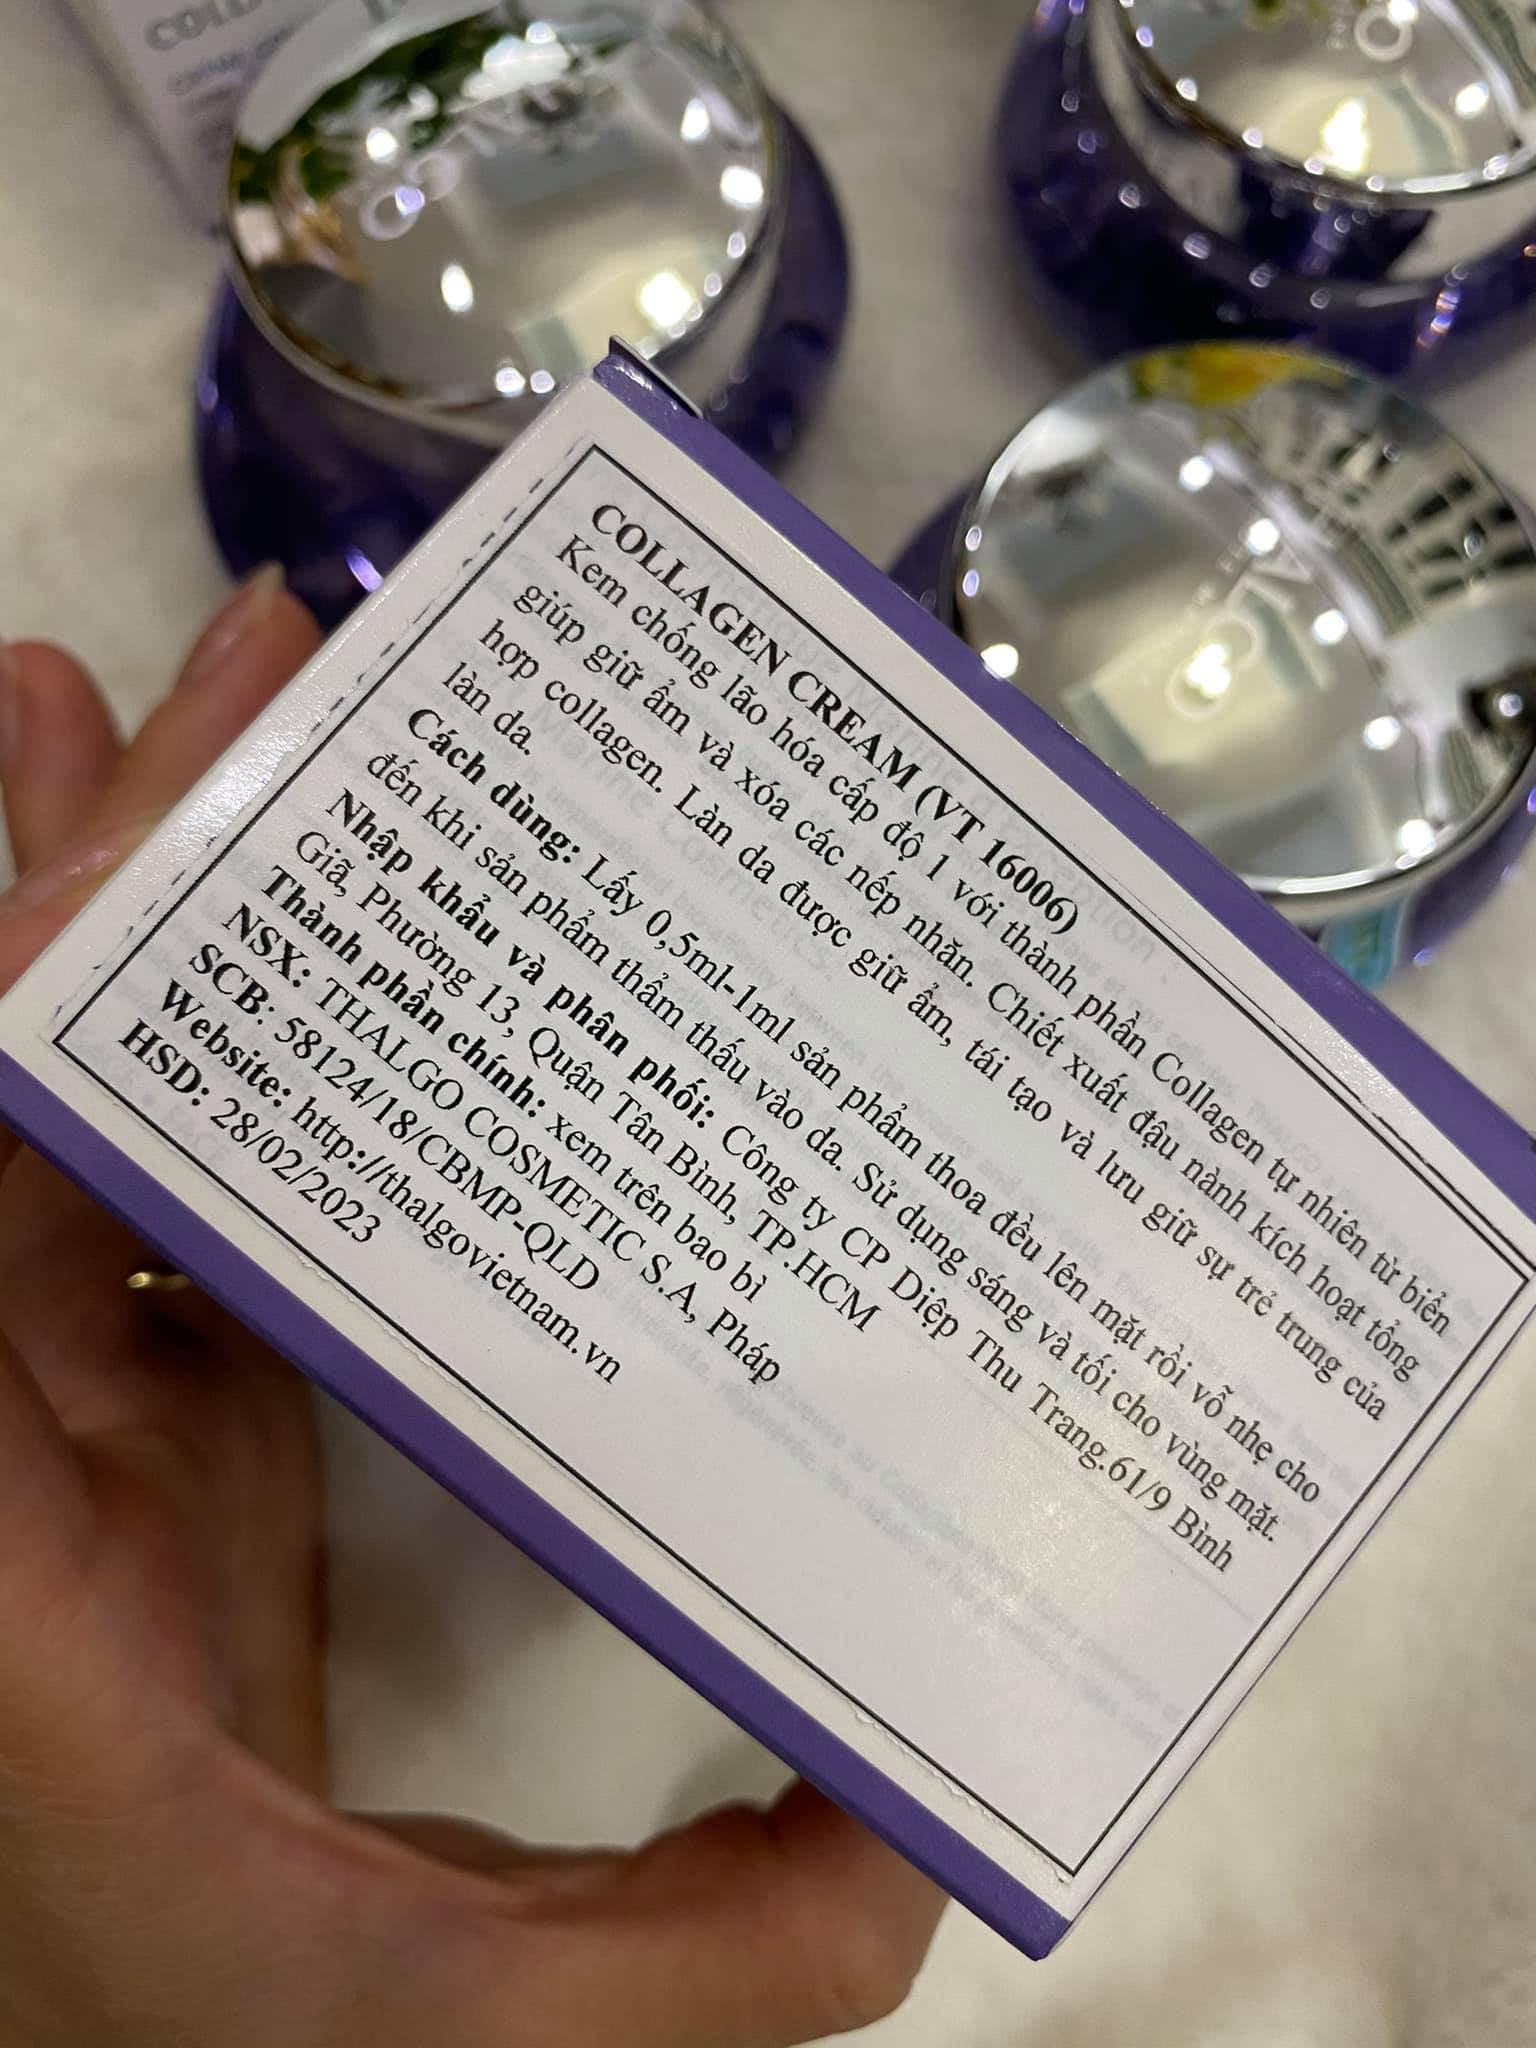 COLLAGEN CREAM (VT 16006)
Kem chống lão hóa cấp độ 1 với thành phần Collagen tự nhiên từ biển
giúp giữ ẩm và xóa các nếp nhăn. Chiết xuất đậu nành kích hoạt tổng
hợp collagen. Làn da được giữ ẩm, tái tạo và lưu giữ sự trẻ trung của
làn da.
Cách dùng: Lấy 0,5ml-1ml sản phẩm thoa đều lên mặt rồi vỗ nhẹ cho
đến khi sản phẩm thẩm thấu vào da. Sử dụng sáng và tối cho vùng mặt.
Nhập khẩu và phân phối: Công ty CP Diệp Thu Trang.61/9 Bình
Giã, Phường 13, Quận Tân Bình, TP.HCM
Thành phần chính: xem trên bao bì
NSX: THALGO COSMETIC S.A, Pháp
SCB: 58124/18/CBMP-QLD
Website: http://thalgovietnam.vn
HSD: 28/02/2023